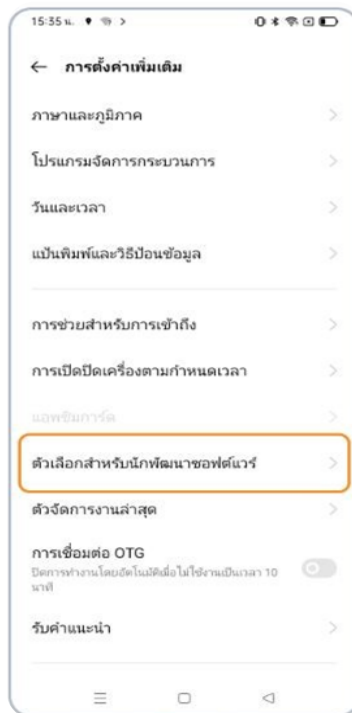 15:35 น.
← การตั้งค่าเพิ่มเติม
ภาษาและภูมิภาค
โปรแกรมจัดการกระบวนการ
วันและเวลา
แป้นพิมพ์และวิธีป้อนข้อมูล
การช่วยสำหรับการเข้าถึง
การเปิดปิดเครื่องตามกำหนดเวลา
แอพซิมการ์ด
ตัวเลือกสำหรับนักพัฒนาซอฟต์แวร์
ตัวจัดการงานล่าสุด
การเชื่อมต่อ OTG
ปิดการทำงานโดยอัตโนมัติเมื่อไม่ใช้งานเป็นเวลา 10
นาที
รับคำแนะนำ